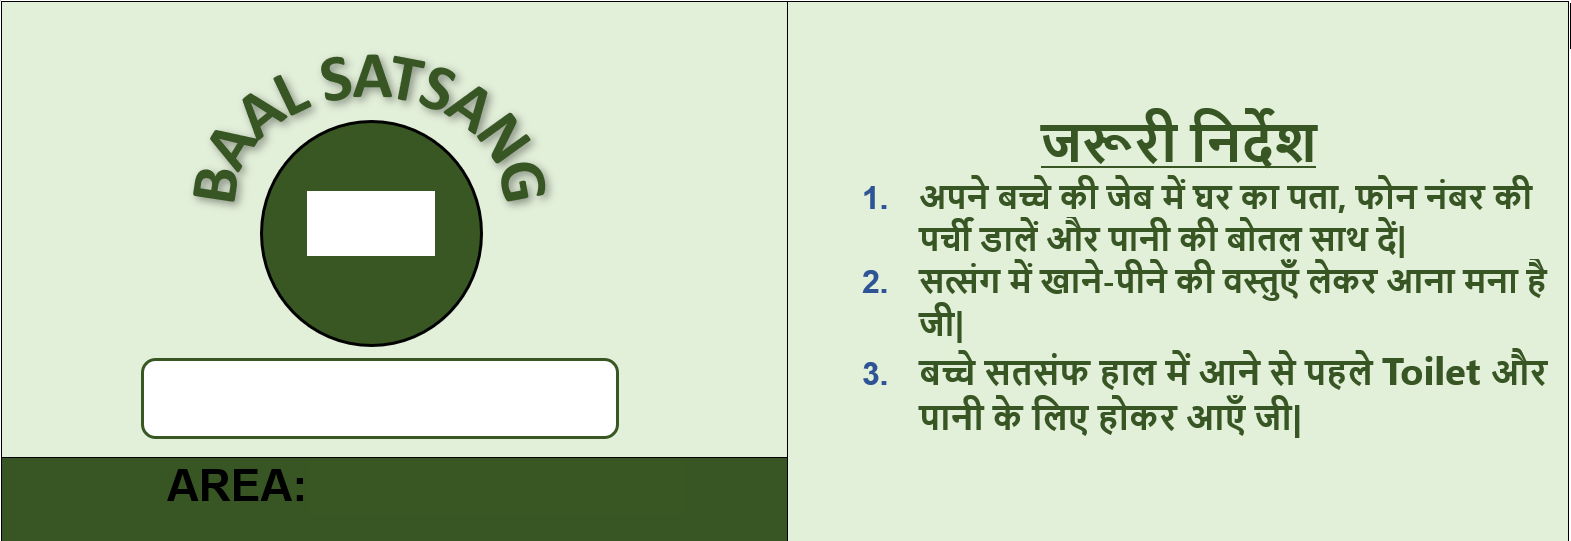 BAAL SATSANG
AREA:
जरूरी निर्देश
1. अपने बच्चे की जेब में घर का पता, फोन नंबर की
पर्ची डालें और पानी की बोतल साथ दें|
2. सत्संग में खाने-पीने की वस्तुएँ लेकर आना मना है
जी|
3. बच्चे सतसंफ हाल में आने से पहले Toilet और
पानी के लिए होकर आएँ जी|